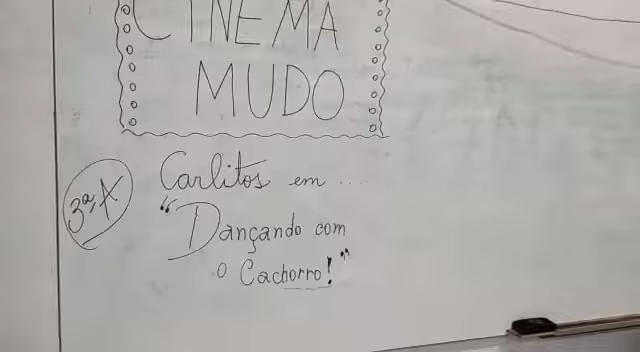 CINEMA
MUDO
3ª A
Carlitos em ....
"Dançando com
o Cachorro!"